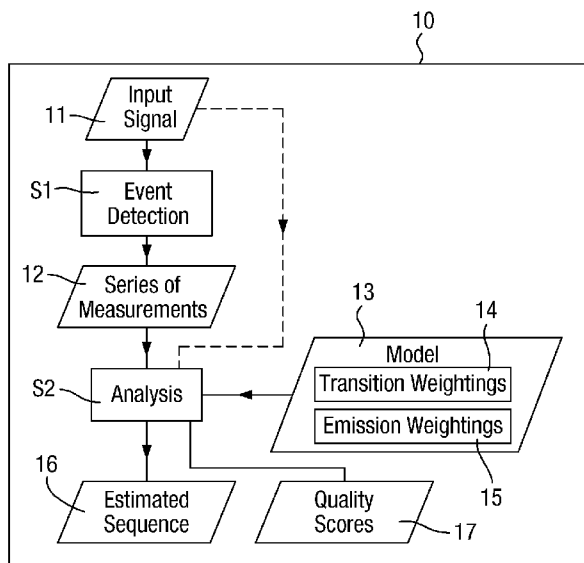 10
Input
Signal
11
S1
Event
Detection
12
Series of
Measurements
13
14
Model
Transition Weightings
S2
Analysis
Emission Weightings
15
16
Estimated
Sequence
Quality
Scores
17